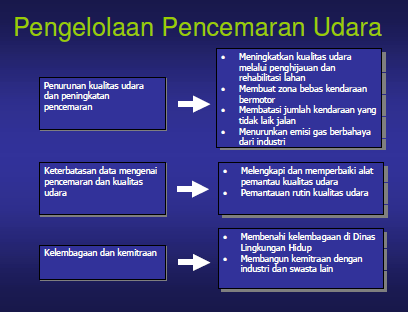 Pengelolaan Pencemaran Udara
Penurunan kualitas udara
dan peningkatan
pencemaran
• Meningkatkan kualitas udara
melalui penghijauan dan
rehabilitasi lahan
• Membuat zona bebas kendaraan
bermotor
• Membatasi jumlah kendaraan yang
tidak laik jalan
• Menurunkan emisi gas berbahaya
dari industri
Keterbatasan data mengenai
pencemaran dan kualitas
udara
• Melengkapi dan memperbaiki alat
pemantau kualitas udara
• Pemantauan rutin kualitas udara
Kelembagaan dan kemitraan
• Membenahi kelembagaan di Dinas
Lingkungan Hidup
• Membangun kemitraan dengan
industri dan swasta lain